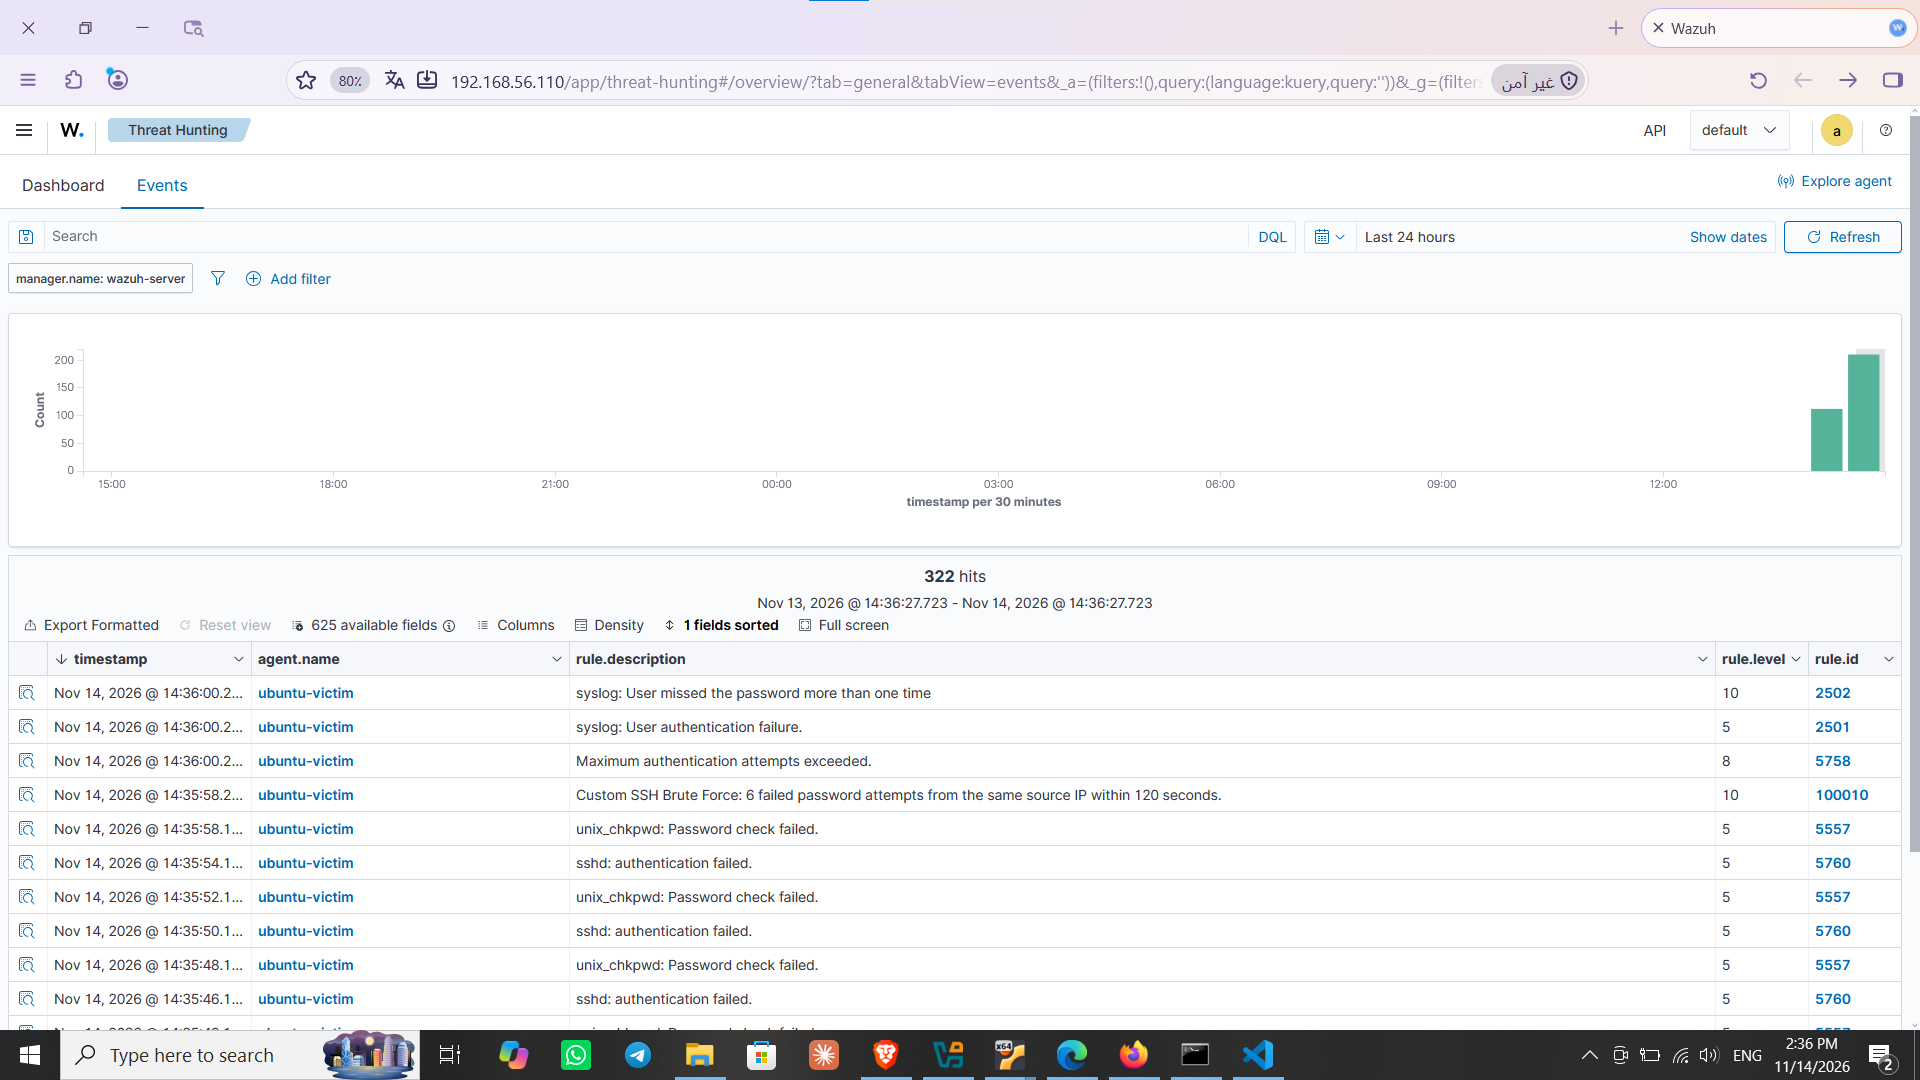 Wazuh
80%
192.168.56.110/app/threat-hunting#/overview/?tab=general&tabView=events&_a=(filters:!(),query:(language:kuery,query:''))&_g=(filters
غير آمن
W.
Threat Hunting
API
default
a
Dashboard
Events
Explore agent
Search
DQL
Last 24 hours
Show dates
Refresh
manager.name: wazuh-server
Add filter
Count
200
150
100
50
0
15:00 18:00 21:00 00:00 03:00 06:00 09:00 12:00
timestamp per 30 minutes
322 hits
Nov 13, 2026 @ 14:36:27.723 - Nov 14, 2026 @ 14:36:27.723
Export Formatted Reset view 625 available fields Columns Density 1 fields sorted Full screen
timestamp agent.name rule.description rule.level rule.id
Nov 14, 2026 @ 14:36:00.2... ubuntu-victim syslog: User missed the password more than one time 10 2502
Nov 14, 2026 @ 14:36:00.2... ubuntu-victim syslog: User authentication failure. 5 2501
Nov 14, 2026 @ 14:36:00.2... ubuntu-victim Maximum authentication attempts exceeded. 8 5758
Nov 14, 2026 @ 14:35:58.2... ubuntu-victim Custom SSH Brute Force: 6 failed password attempts from the same source IP within 120 seconds. 10 100010
Nov 14, 2026 @ 14:35:58.1... ubuntu-victim unix_chkpwd: Password check failed. 5 5557
Nov 14, 2026 @ 14:35:54.1... ubuntu-victim sshd: authentication failed. 5 5760
Nov 14, 2026 @ 14:35:52.1... ubuntu-victim unix_chkpwd: Password check failed. 5 5557
Nov 14, 2026 @ 14:35:50.1... ubuntu-victim sshd: authentication failed. 5 5760
Nov 14, 2026 @ 14:35:48.1... ubuntu-victim unix_chkpwd: Password check failed. 5 5557
Nov 14, 2026 @ 14:35:46.1... ubuntu-victim sshd: authentication failed. 5 5760
Type here to search
x64
ENG
2:36 PM
11/14/2026
2